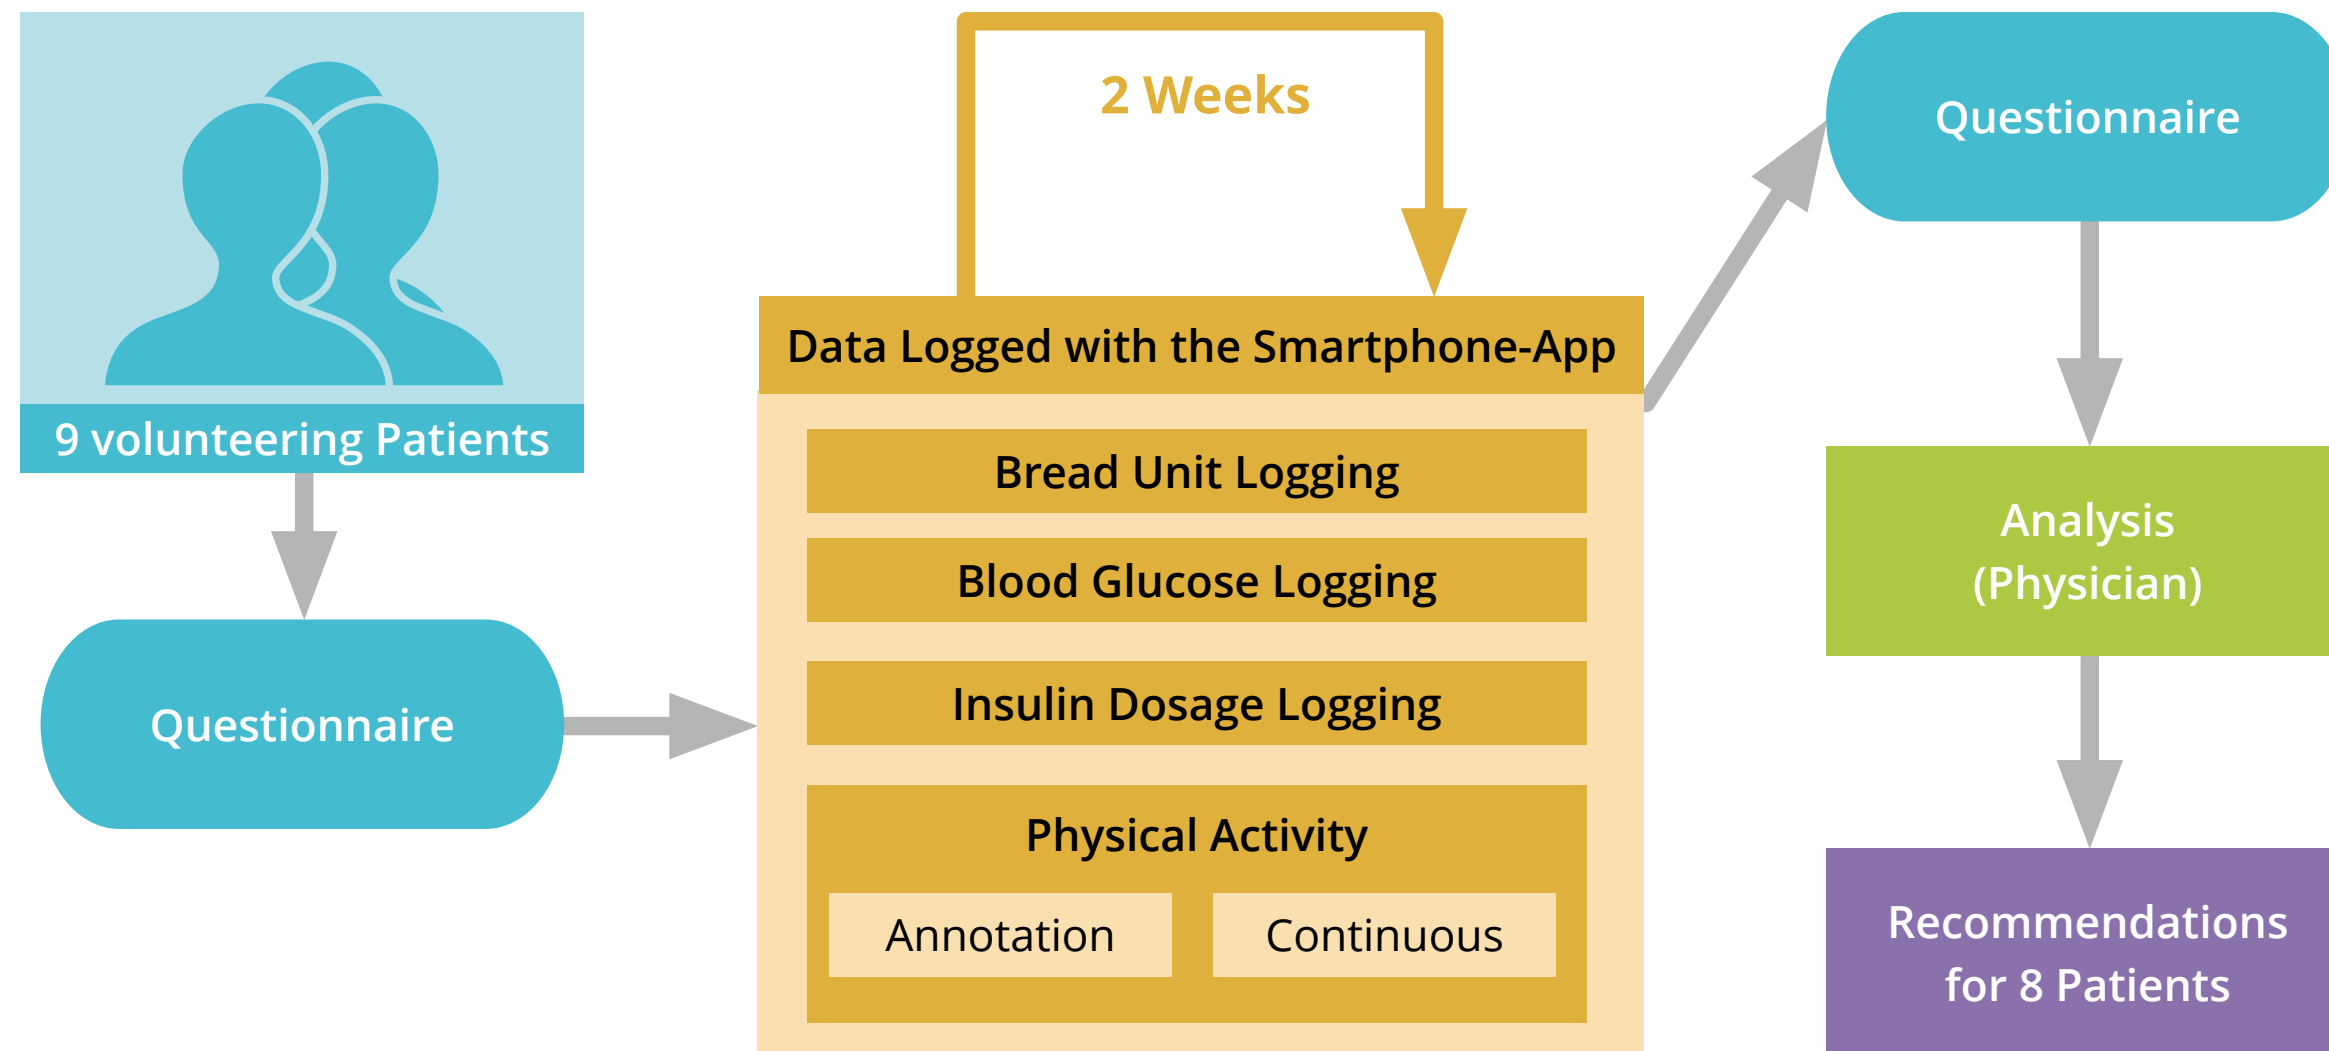 9 volunteering Patients
Questionnaire
2 Weeks
Data Logged with the Smartphone-App
Bread Unit Logging
Blood Glucose Logging
Insulin Dosage Logging
Physical Activity
Annotation
Continuous
Questionnaire
Analysis
(Physician)
Recommendations
for 8 Patients